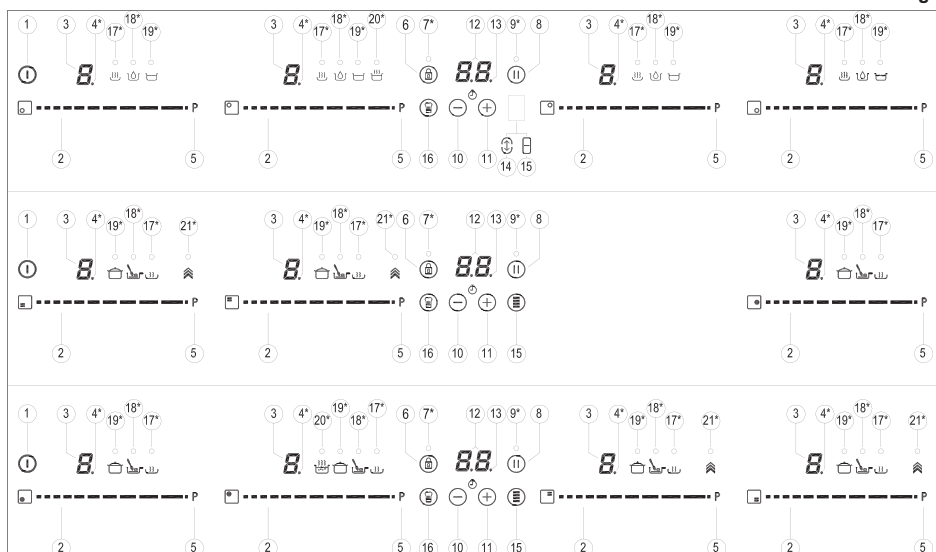 18* 18* 20* 18* 18*
1 3 4* 17* 19* 3 4* 17* 19* 6 7* 12 13 9* 8 3 4* 17* 19* 3 4* 17* 19*
8. 8. 8.8. 8. 8.
P P P P
2 5 2 5 16 10 11 14 15 2 5 2 5
1 3 4* 18* 3 4* 18* 21* 6 7* 12 13 9* 8 3 4* 18*
19* 17* 21* 19* 17* 19* 17*
8. 8. 8.8. 8.
P P P
2 5 2 5 16 10 11 15 2 5
1 3 4* 18* 3 4* 19* 17* 6 7* 12 13 9* 8 3 4* 18* 3 4* 18*
19* 17* 20* 18* 19* 17* 21* 19* 17* 21*
8. 8. 8.8. 8. 8.
P P P P
2 5 2 5 16 10 11 15 2 5 2 5